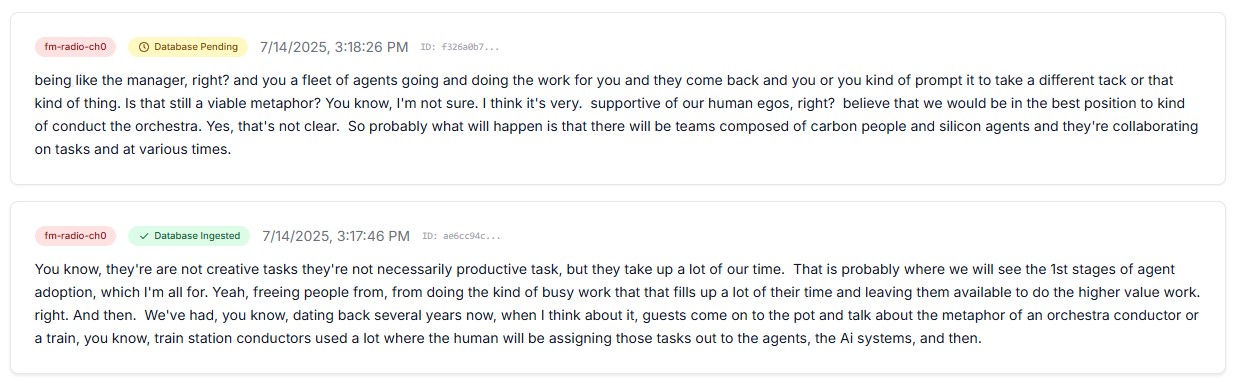 fm-radio-ch0 Database Pending 7/14/2025, 3:18:26 PM ID: f326a0b7...
being like the manager, right? and you a fleet of agents going and doing the work for you and they come back and you or you kind of prompt it to take a different tack or that
kind of thing. Is that still a viable metaphor? You know, I'm not sure. I think it's very.  supportive of our human egos, right?  believe that we would be in the best position to kind
of conduct the orchestra. Yes, that's not clear.  So probably what will happen is that there will be teams composed of carbon people and silicon agents and they're collaborating
on tasks and at various times.
fm-radio-ch0 Database Ingested 7/14/2025, 3:17:46 PM ID: ae6cc94c...
You know, they're are not creative tasks they're not necessarily productive task, but they take up a lot of our time.  That is probably where we will see the 1st stages of agent
adoption, which I'm all for. Yeah, freeing people from, from doing the kind of busy work that that fills up a lot of their time and leaving them available to do the higher value work.
right. And then.  We've had, you know, dating back several years now, when I think about it, guests come on to the pot and talk about the metaphor of an orchestra conductor or
a train, you know, train station conductors used a lot where the human will be assigning those tasks out to the agents, the Ai systems, and then.